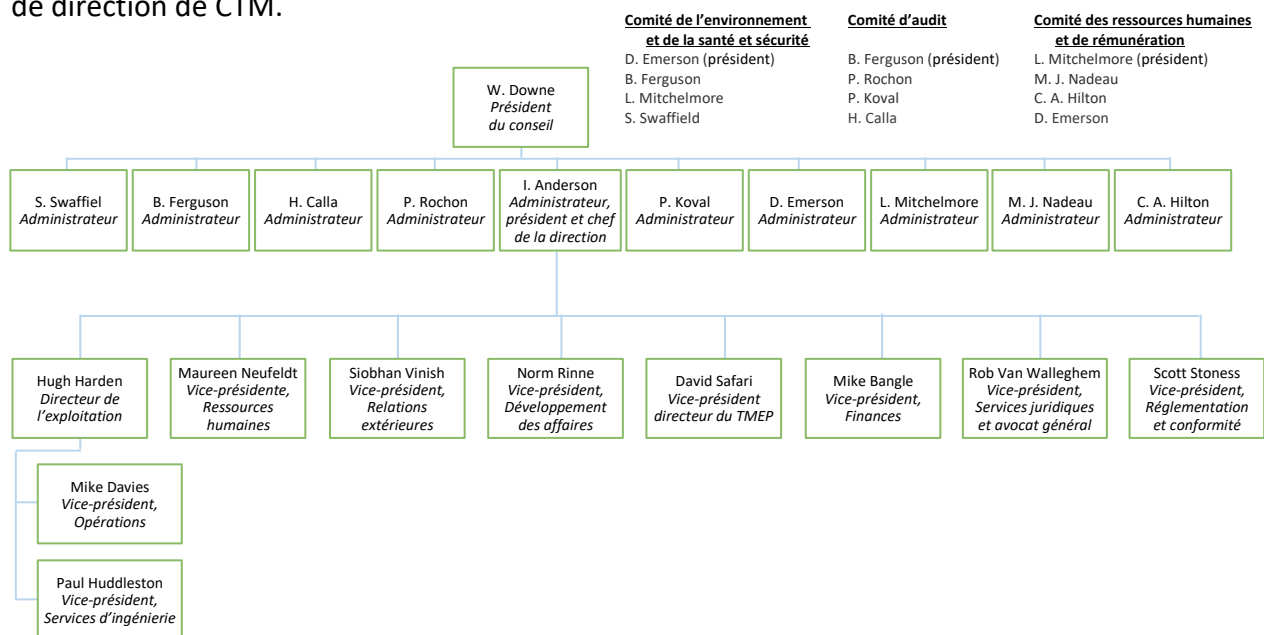 de direction de CTM.
Comité de l'environnement
et de la santé et sécurité
D. Emerson (président)
B. Ferguson
L. Mitchelmore
S. Swaffield
Comité d'audit
B. Ferguson (président)
P. Rochon
P. Koval
H. Calla
Comité des ressources humaines
et de rémunération
L. Mitchelmore (président)
M. J. Nadeau
C. A. Hilton
D. Emerson
W. Downe
Président
du conseil
S. Swaffiel
Administrateur
B. Ferguson
Administrateur
H. Calla
Administrateur
P. Rochon
Administrateur
I. Anderson
Administrateur,
président et chef
de la direction
P. Koval
Administrateur
D. Emerson
Administrateur
L. Mitchelmore
Administrateur
M. J. Nadeau
Administrateur
C. A. Hilton
Administrateur
Hugh Harden
Directeur de
l'exploitation
Maureen Neufeldt
Vice-présidente,
Ressources
humaines
Siobhan Vinish
Vice-président,
Relations
extérieures
Norm Rinne
Vice-président,
Développement
des affaires
David Safari
Vice-président
directeur du TMEP
Mike Bangle
Vice-président,
Finances
Rob Van Walleghem
Vice-président,
Services juridiques
et avocat général
Scott Stoness
Vice-président,
Réglementation
et conformité
Mike Davies
Vice-président,
Opérations
Paul Huddleston
Vice-président,
Services d'ingénierie